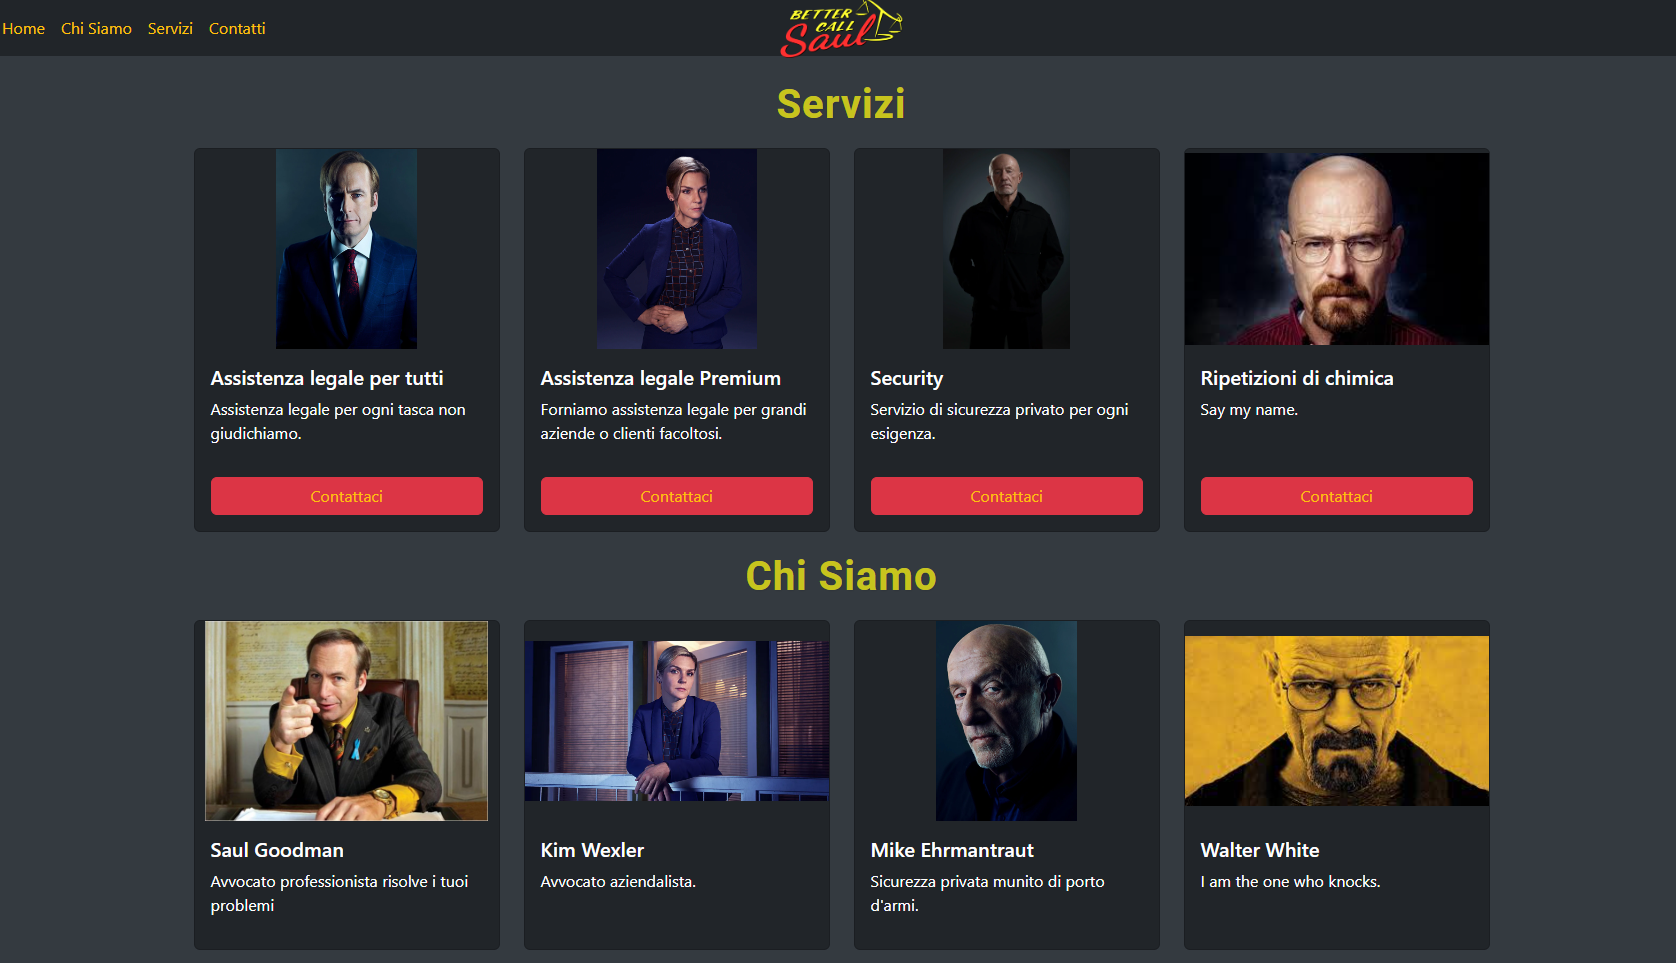 Home Chi Siamo Servizi Contatti
BETTER
CALL
Saul
Servizi
Assistenza legale per tutti
Assistenza legale per ogni tasca non
giudichiamo.
Contattaci
Assistenza legale Premium
Forniamo assistenza legale per grandi
aziende o clienti facoltosi.
Contattaci
Security
Servizio di sicurezza privato per ogni
esigenza.
Contattaci
Ripetizioni di chimica
Say my name.
Contattaci
Chi Siamo
Saul Goodman
Avvocato professionista risolve i tuoi
problemi
Kim Wexler
Avvocato aziendalista.
Mike Ehrmantraut
Sicurezza privata munito di porto
d'armi.
Walter White
I am the one who knocks.